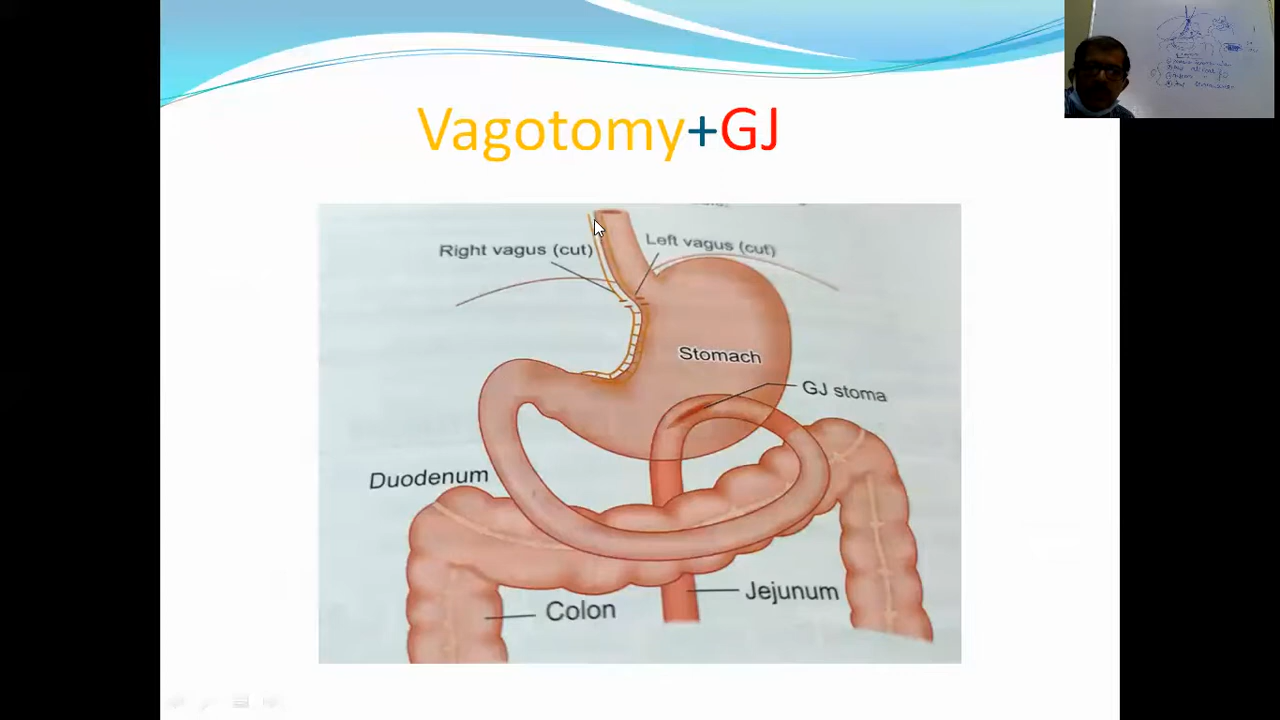 Vagotomy+GJ
Right vagus (cut)
Left vagus (cut)
Stomach
GJ stoma
Duodenum
Jejunum
Colon